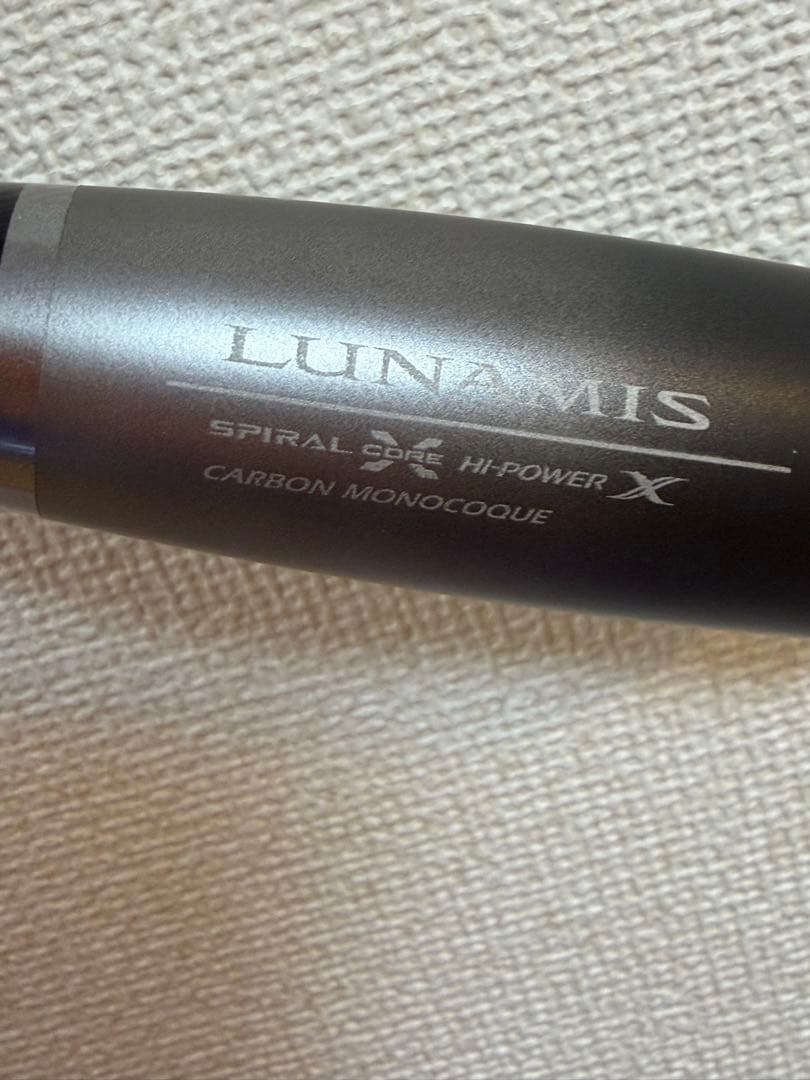 LUNAMIS
SPIRAL X CORE HI-POWER X
CARBON MONOCOQUE